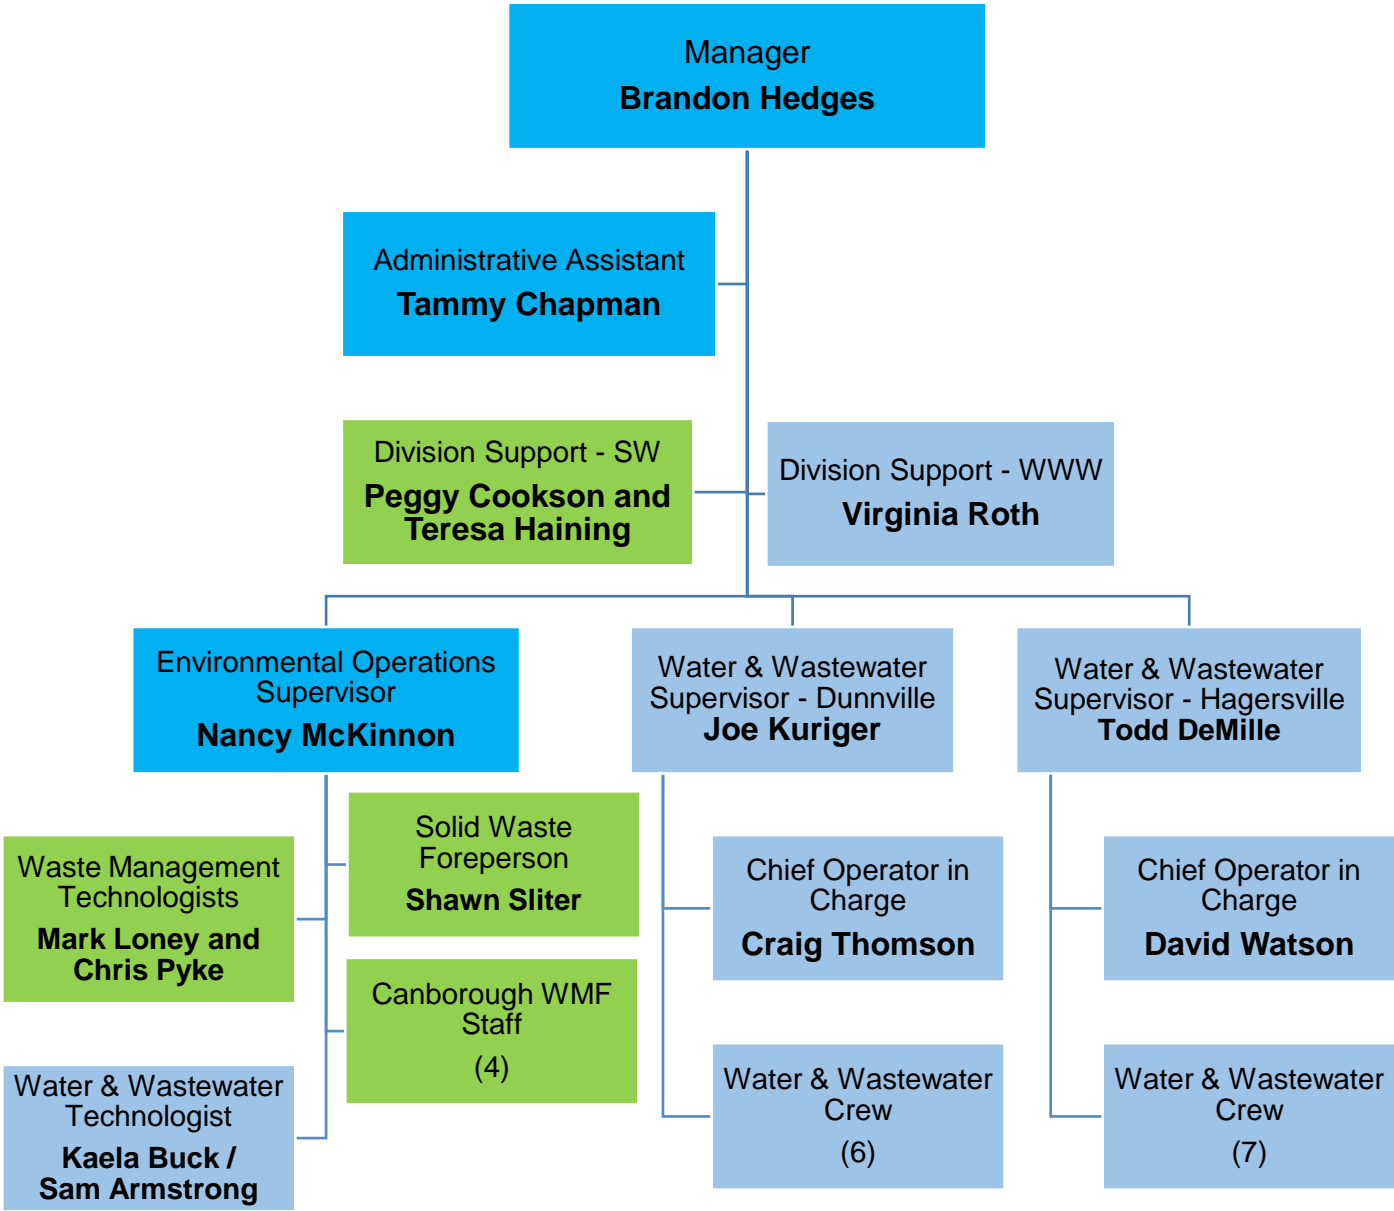 Manager
Brandon Hedges
Administrative Assistant
Tammy Chapman
Division Support - SW
Peggy Cookson and
Teresa Haining
Division Support - WWW
Virginia Roth
Environmental Operations
Supervisor
Nancy McKinnon
Water & Wastewater
Supervisor - Dunnville
Joe Kuriger
Water & Wastewater
Supervisor - Hagersville
Todd DeMille
Waste Management
Technologists
Mark Loney and
Chris Pyke
Solid Waste
Foreperson
Shawn Sliter
Canborough WMF
Staff
(4)
Water & Wastewater
Technologist
Kaela Buck /
Sam Armstrong
Chief Operator in
Charge
Craig Thomson
Water & Wastewater
Crew
(6)
Chief Operator in
Charge
David Watson
Water & Wastewater
Crew
(7)